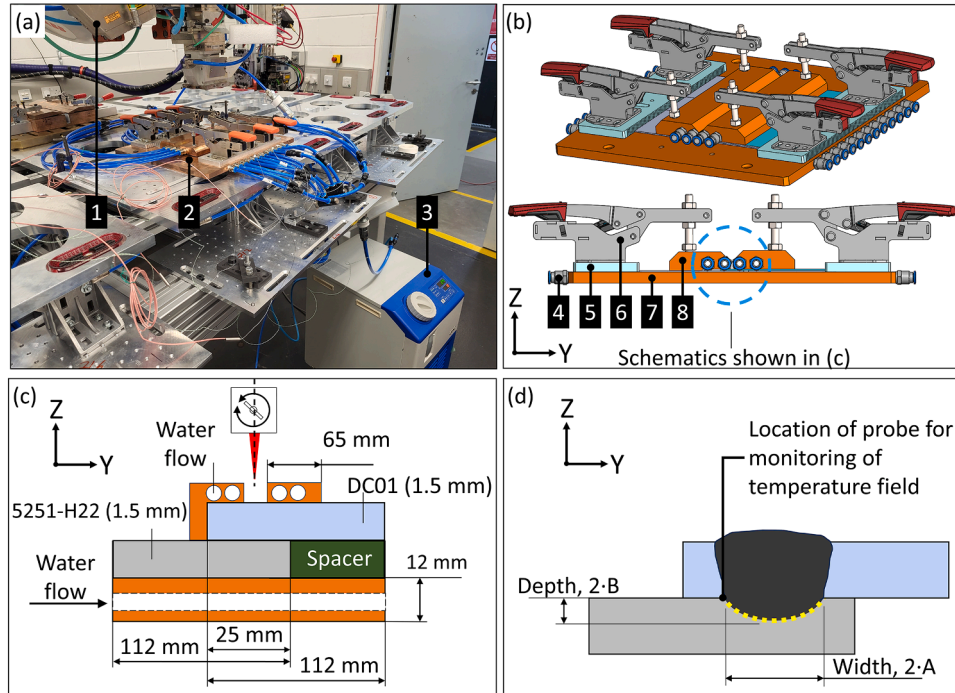 (a)
1
2
3
(b)
4
5
6
7
8
Z
Y
Schematics shown in (c)
(c)
Z
Y
Water
flow
65 mm
DC01 (1.5 mm)
5251-H22 (1.5 mm)
Spacer
12 mm
Water
flow
25 mm
112 mm
112 mm
(d)
Z
Y
Location of probe for
monitoring of
temperature field
Depth, 2·B
Width, 2·A